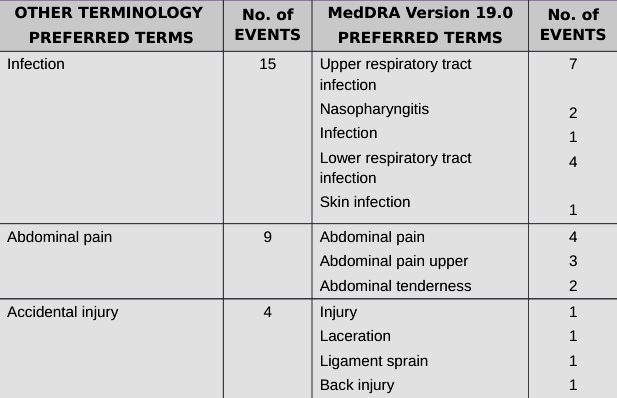 OTHER TERMINOLOGY PREFERRED TERMS | No. of EVENTS | MedDRA Version 19.0 PREFERRED TERMS | No. of EVENTS
Infection 15 Upper respiratory tract 7
infection
Nasopharyngitis 2
Infection 1
Lower respiratory tract 4
infection
Skin infection 1
Abdominal pain 9 Abdominal pain 4
Abdominal pain upper 3
Abdominal tenderness 2
Accidental injury 4 Injury 1
Laceration 1
Ligament sprain 1
Back injury 1